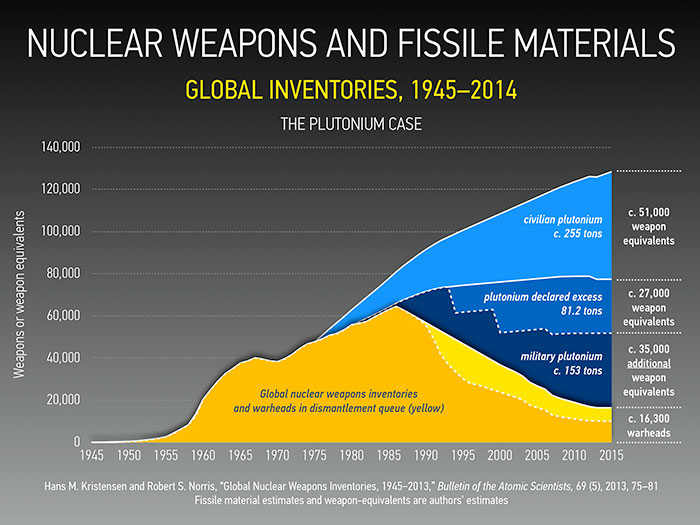 NUCLEAR WEAPONS AND FISSILE MATERIALS
GLOBAL INVENTORIES, 1945–2014
THE PLUTONIUM CASE
Weapons or weapon equivalents
140,000
120,000
100,000
80,000
60,000
40,000
20,000
0
civilian plutonium
c. 255 tons
plutonium declared excess
81.2 tons
military plutonium
c. 153 tons
Global nuclear weapons inventories
and warheads in dismantlement queue (yellow)
c. 51,000
weapon
equivalents
c. 27,000
weapon
equivalents
c. 35,000
additional
weapon
equivalents
c. 16,300
warheads
1945 1950 1955 1960 1965 1970 1975 1980 1985 1990 1995 2000 2005 2010 2015
Hans M. Kristensen and Robert S. Norris, "Global Nuclear Weapons Inventories, 1945–2013," Bulletin of the Atomic Scientists, 69 (5), 2013, 75–81
Fissile material estimates and weapon-equivalents are authors' estimates